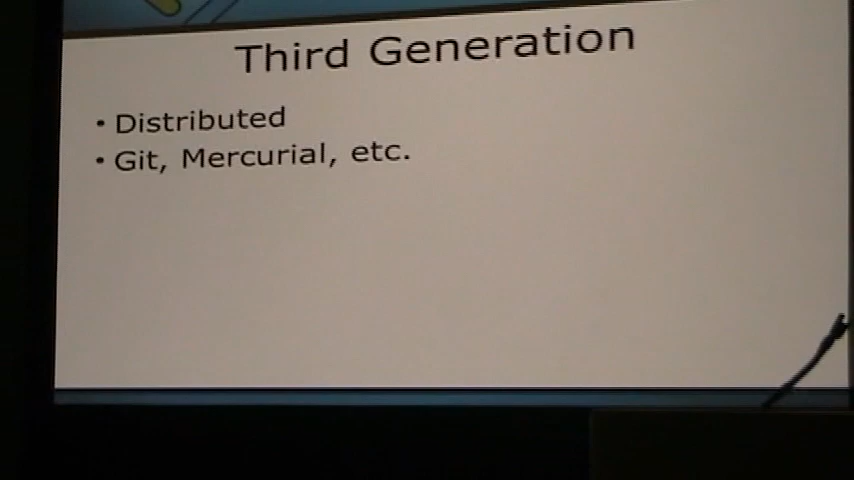 Third Generation
• Distributed
• Git, Mercurial, etc.